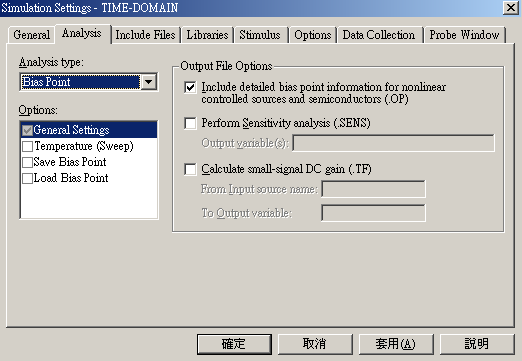 Simulation Settings - TIME-DOMAIN
General
Analysis
Include Files
Libraries
Stimulus
Options
Data Collection
Probe Window
Analysis type:
Bias Point
Options:
General Settings
Temperature (Sweep)
Save Bias Point
Load Bias Point
Output File Options
Include detailed bias point information for nonlinear
controlled sources and semiconductors (.OP)
Perform Sensitivity analysis (.SENS)
Output variable(s):
Calculate small-signal DC gain (.TF)
From Input source name:
To Output variable:
確定
取消
套用(A)
說明